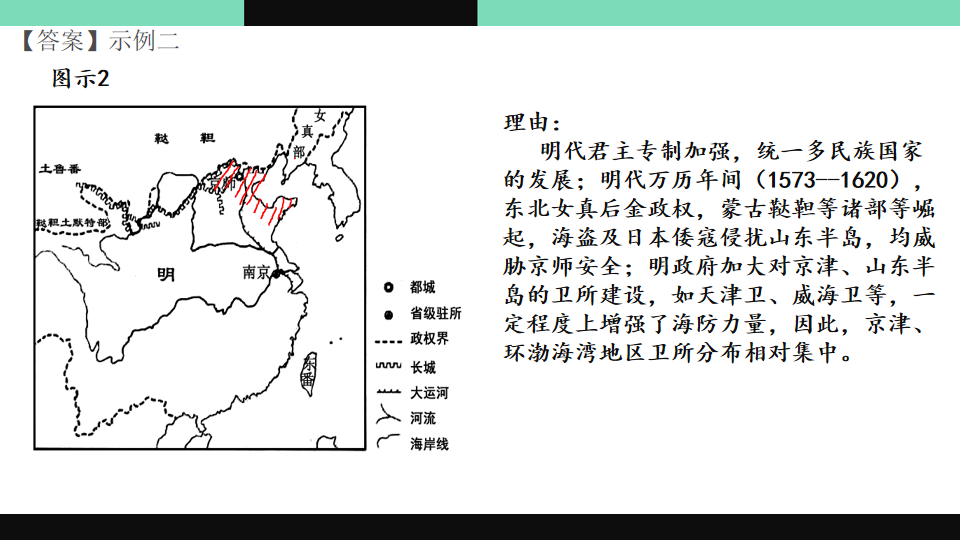 【答案】示例二
图示2
女
真
部
鞑 靼
土鲁番
京师
鞑靼土默特部
明
南京
东
番
都城
省级驻所
政权界
长城
大运河
河流
海岸线
理由：
明代君主专制加强，统一多民族国家
的发展；明代万历年间（1573--1620），
东北女真后金政权，蒙古鞑靼等诸部等崛
起，海盗及日本倭寇侵扰山东半岛，均威
胁京师安全；明政府加大对京津、山东半
岛的卫所建设，如天津卫、威海卫等，一
定程度上增强了海防力量，因此，京津、
环渤海湾地区卫所分布相对集中。